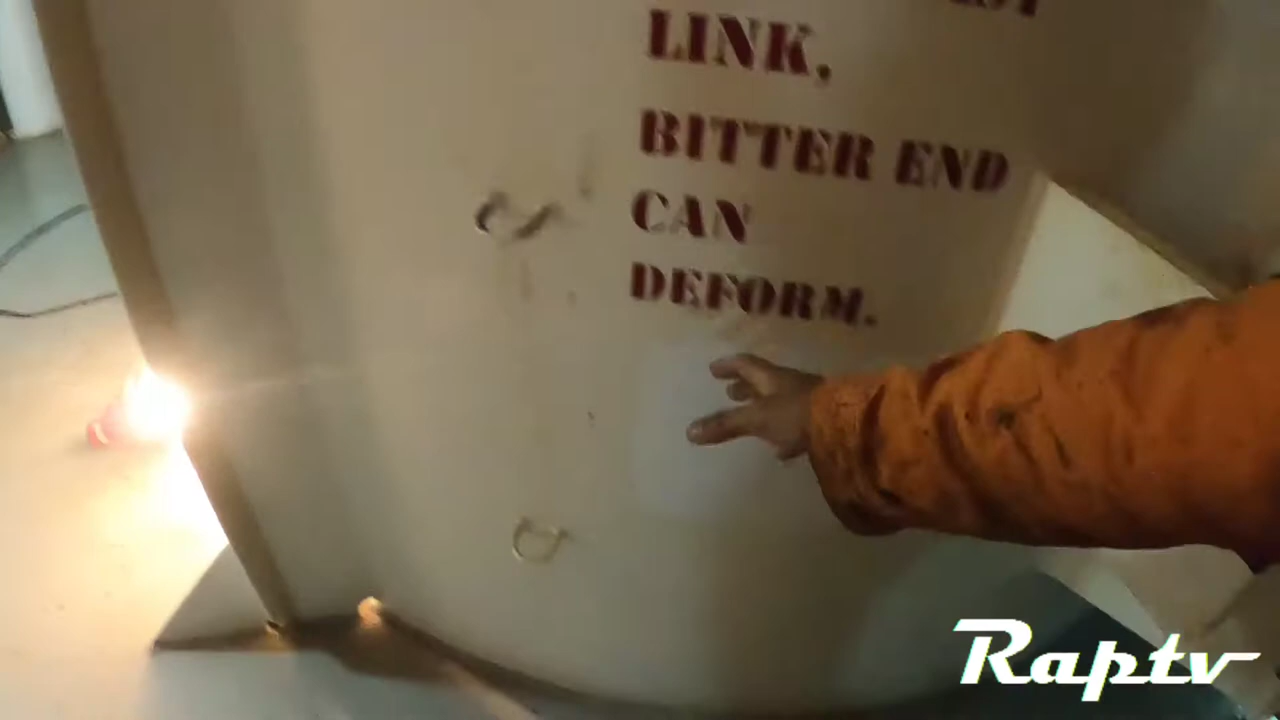 LINK,
BITTER END
CAN
DEFORM.
Raptv